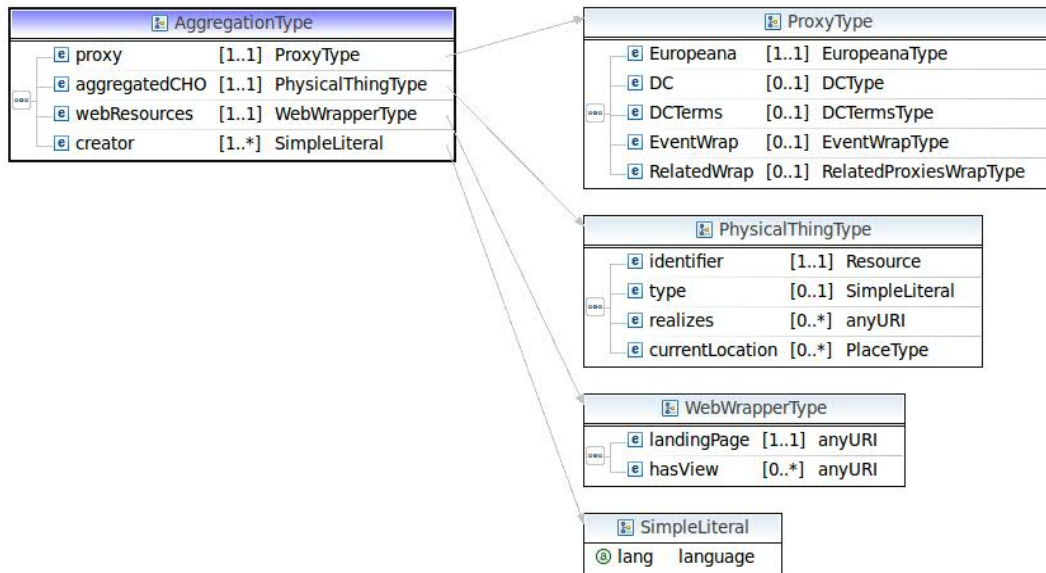 AggregationType
e proxy [1..1] ProxyType
e aggregatedCHO [1..1] PhysicalThingType
e webResources [1..1] WebWrapperType
e creator [1..*] SimpleLiteral
ProxyType
e Europeana [1..1] EuropeanaType
e DC [0..1] DCType
e DCTerms [0..1] DCTermsType
e EventWrap [0..1] EventWrapType
e RelatedWrap [0..1] RelatedProxiesWrapType
PhysicalThingType
e identifier [1..1] Resource
e type [0..1] SimpleLiteral
e realizes [0..*] anyURI
e currentLocation [0..*] PlaceType
WebWrapperType
e landingPage [1..1] anyURI
e hasView [0..*] anyURI
SimpleLiteral
a lang language